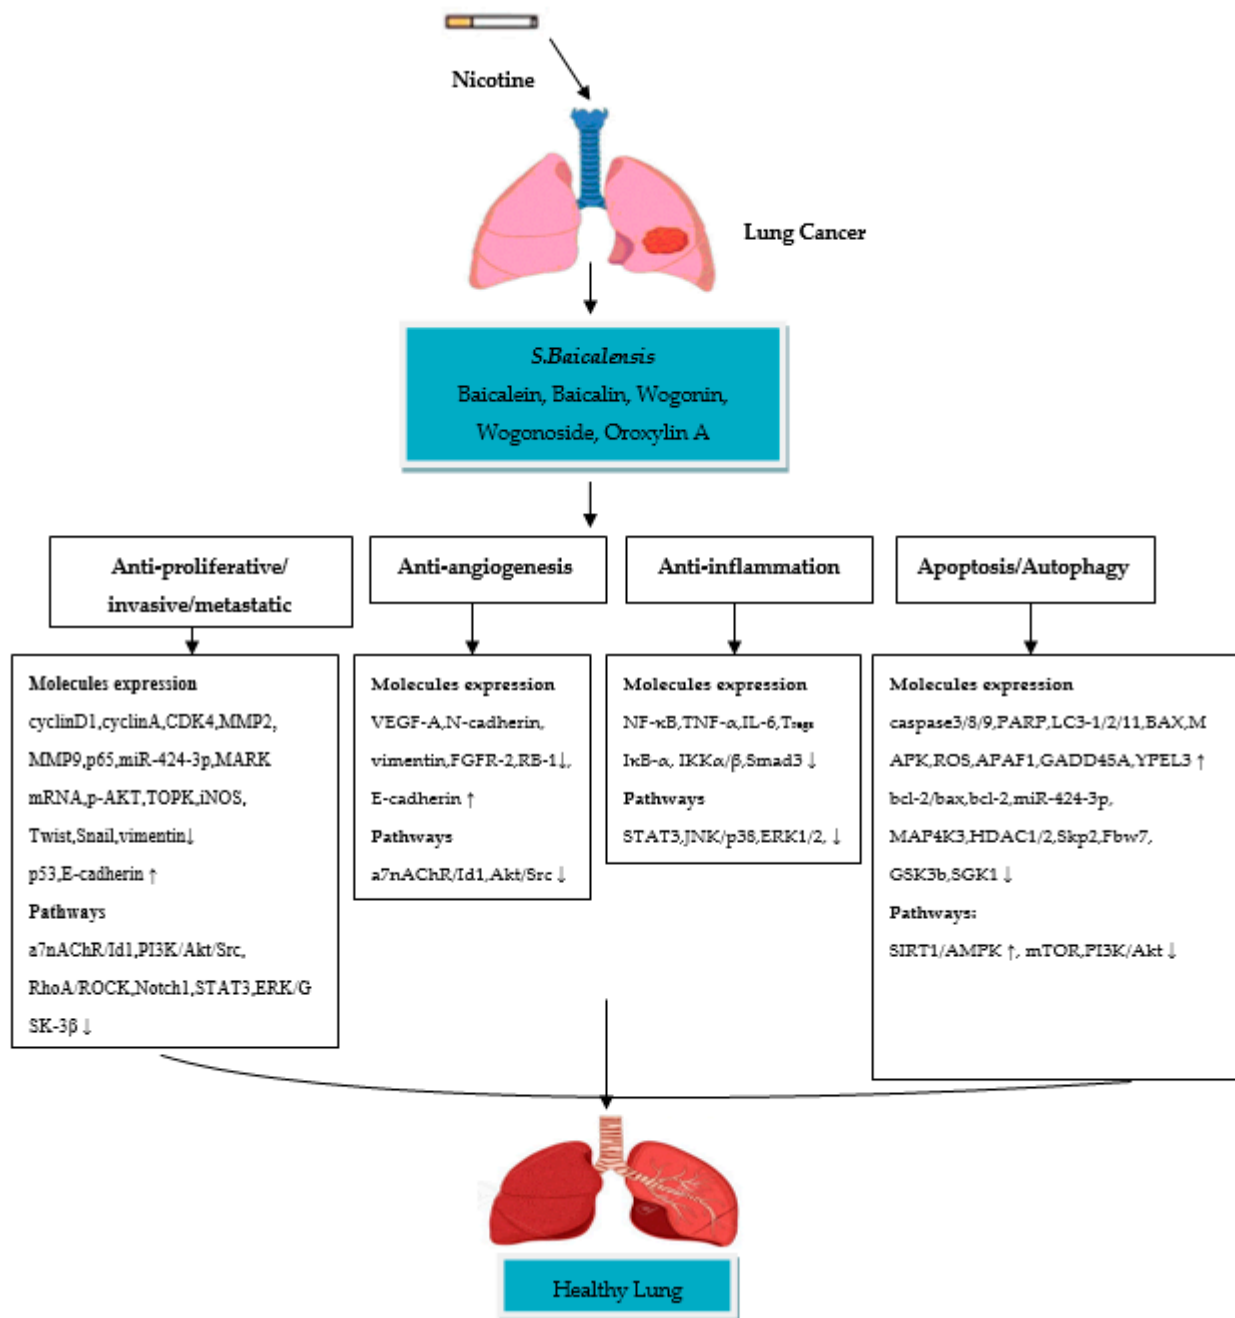 Nicotine
Lung Cancer
S.Baicalensis
Baicalein, Baicalin, Wogonin,
Wogonoside, Oroxylin A
Anti-proliferative/
invasive/metastatic
Anti-angiogenesis
Anti-inflammation
Apoptosis/Autophagy
Molecules expression
cyclinD1,cyclinA,CDK4,MMP2,
MMP9,p65,miR-424-3p,MARK
mRNA,p-AKT,TOPK,iNOS,
Twist,Snail,vimentin↓
p53,E-cadherin ↑
Pathways
a7nAChR/Id1,PI3K/Akt/Src,
RhoA/ROCK,Notch1,STAT3,ERK/G
SK-3β ↓
Molecules expression
VEGF-A,N-cadherin,
vimentin,FGFR-2,RB-1↓,
E-cadherin ↑
Pathways
a7nAChR/Id1,Akt/Src ↓
Molecules expression
NF-κB,TNF-α,IL-6,Tregs
IκB-α, IKKα/β,Smad3 ↓
Pathways
STAT3,JNK/p38,ERK1/2, ↓
Molecules expression
caspase3/8/9,PARP,LC3-1/2/11,BAX,M
APK,ROS,APAF1,GADD45A,YPEL3 ↑
bcl-2/bax,bcl-2,miR-424-3p,
MAP4K3,HDAC1/2,Skp2,Fbw7,
GSK3b,SGK1 ↓
Pathways:
SIRT1/AMPK ↑, mTOR,PI3K/Akt ↓
Healthy Lung